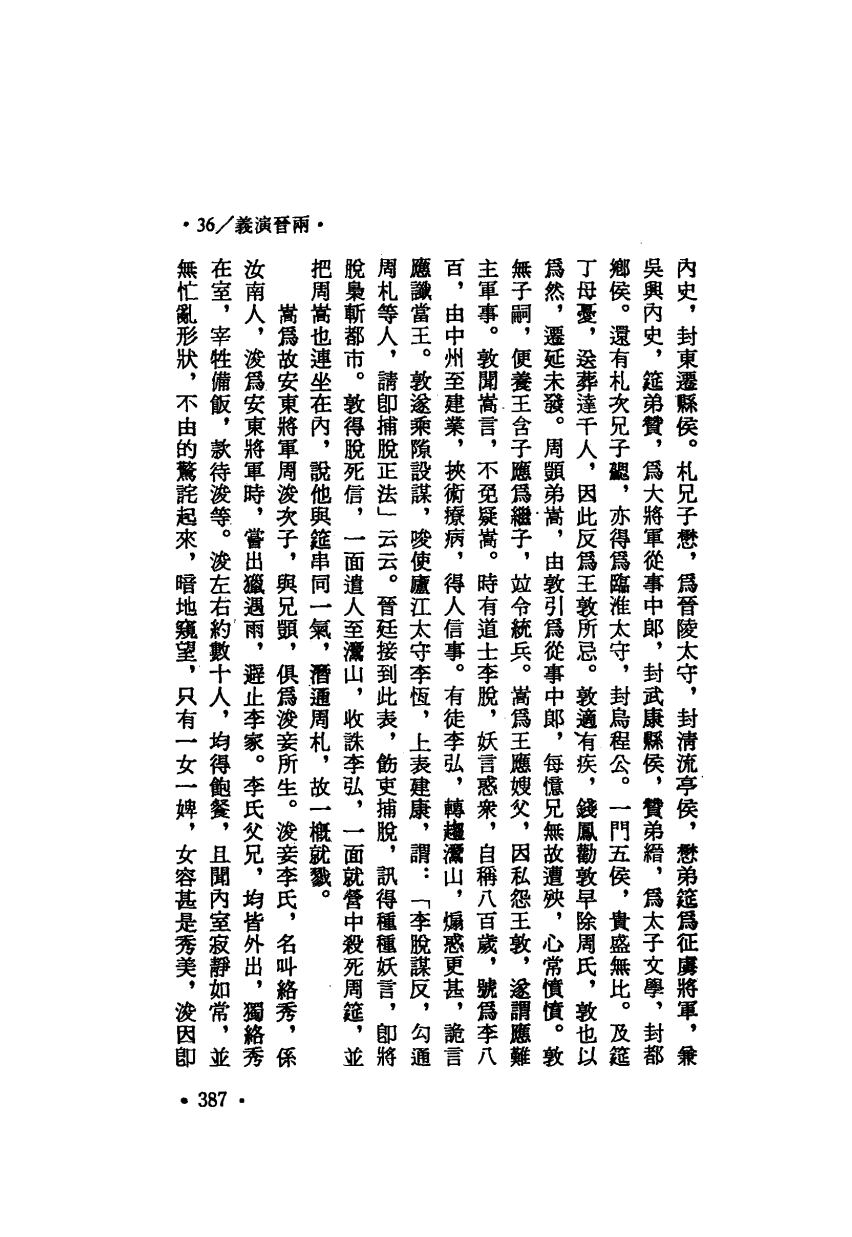 •36/義演晉兩•
內史，封東遷縣侯。札兄子懋，爲晉陵太守，封淸流亭侯，懋弟筵爲征虜將軍，兼
吳興內史，筵弟贊，爲大將軍從事中郞，封武康縣侯，贊弟縉，爲太子文學，封都
鄉侯。還有札次兄子勰，亦得爲臨淮太守，封烏程公。一門五侯，貴盛無比。及筵
丁母憂，送葬達千人，因此反爲王敦所忌。敦適有疾，錢鳳勸敦早除周氏，敦也以
爲然，遷延未發。周顗弟嵩，由敦引爲從事中郞，每憶兄無故遭殃，心常憤憤。敦
無子嗣，便養王含子應爲繼子，竝令統兵。嵩爲王應嫂父，因私怨王敦，遂謂應難
主軍事。敦聞嵩言，不免疑嵩。時有道士李脫，妖言惑衆，自稱八百歲，號爲李八
百，由中州至建業，挾術療病，得人信事。有徒李弘，轉趨灊山，煽惑更甚，詭言
應讖當王。敦遂乘隙設謀，唆使廬江太守李恆，上表建康，謂：「李脫謀反，勾通
周札等人，請卽捕脫正法」云云。晉廷接到此表，飭吏捕脫，訊得種種妖言，卽將
脫梟斬都市。敦得脫死信，一面遣人至灊山，收誅李弘，一面就營中殺死周筵，並
把周嵩也連坐在內，說他與筵串同一氣，潛通周札，故一概就戮。
嵩爲故安東將軍周浚次子，與兄顗，俱爲浚妾所生。浚妾李氏，名叫絡秀，係
汝南人，浚爲安東將軍時，嘗出獵遇雨，避止李家。李氏父兄，均皆外出，獨絡秀
在室，宰牲備飯，款待浚等。浚左右約數十人，均得飽餐，且聞內室寂靜如常，並
無忙亂形狀，不由的驚詫起來，暗地窺望，只有一女一婢，女容甚是秀美，浚因卽
•387•